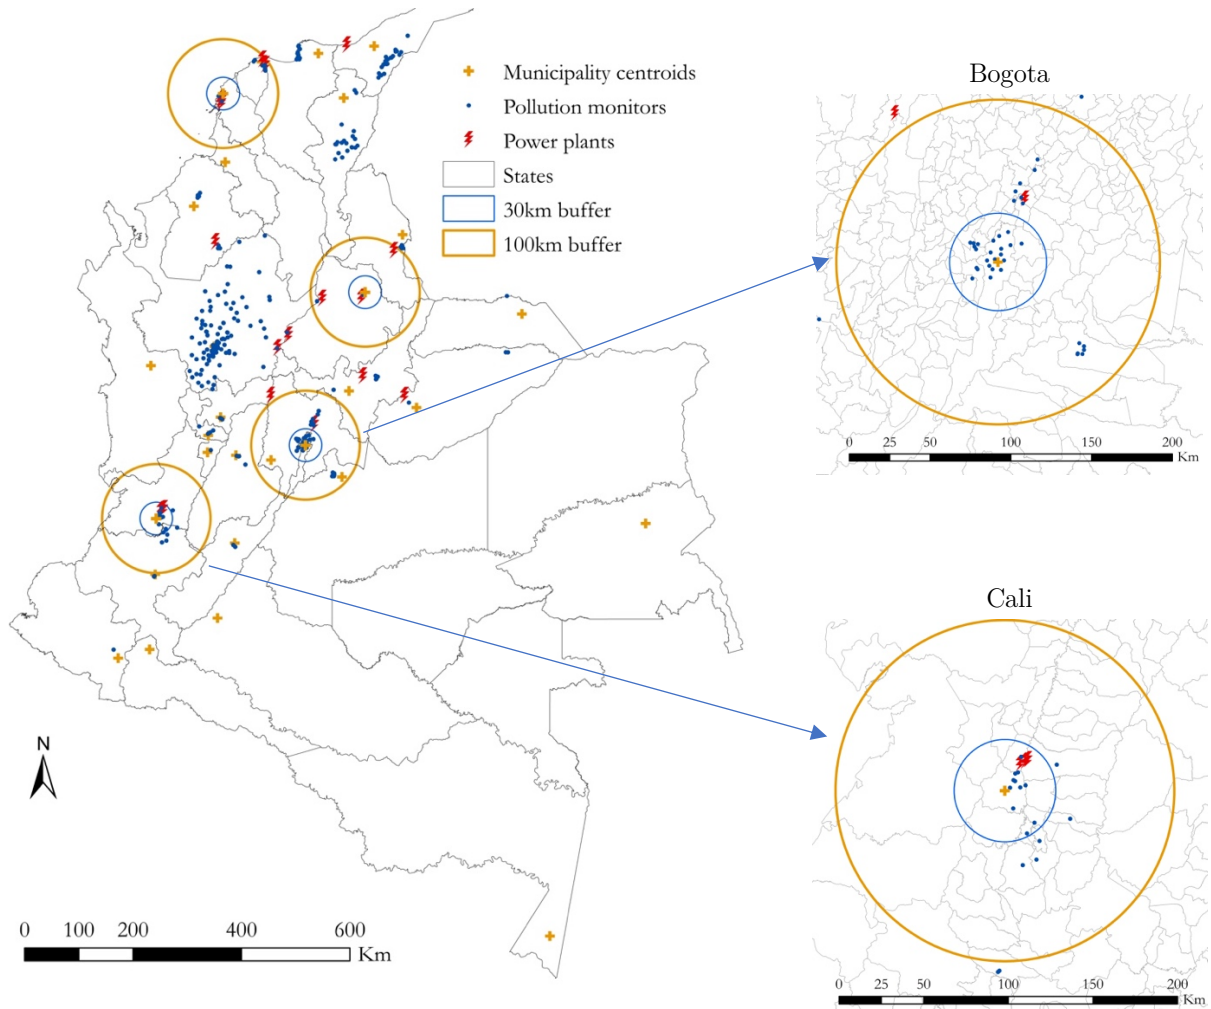 Municipality centroids
Pollution monitors
Power plants
States
30km buffer
100km buffer
Bogota
0 25 50 100 150 200
Km
Cali
0 25 50 100 150 200
Km
N
0 100 200 400 600
Km